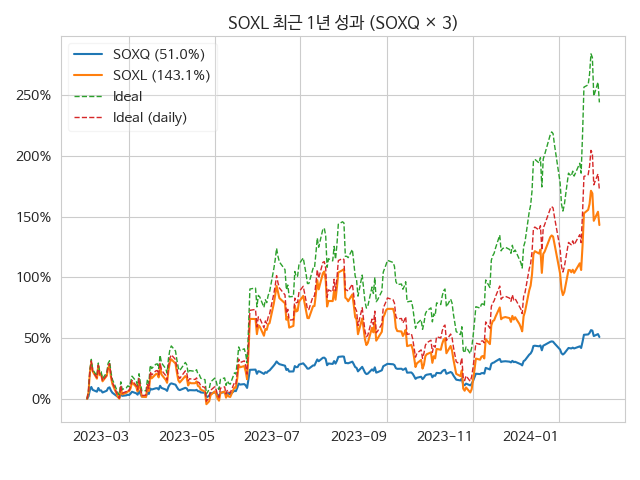 SOXL 최근 1년 성과 (SOXQ × 3)
SOXQ (51.0%)
SOXL (143.1%)
Ideal
Ideal (daily)
250%
200%
150%
100%
50%
0%
2023-03
2023-05
2023-07
2023-09
2023-11
2024-01